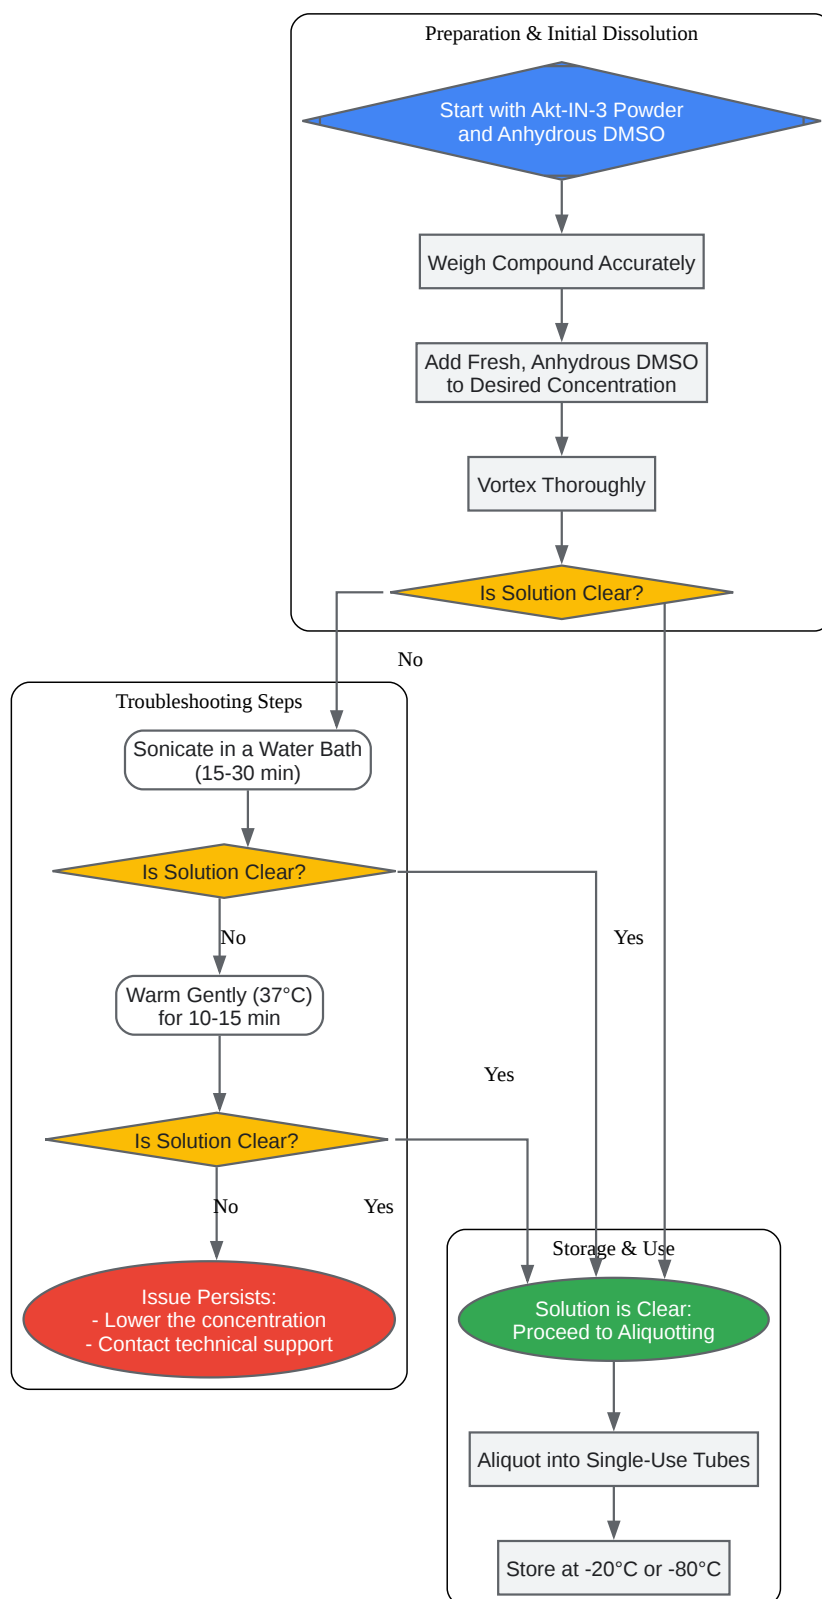 Preparation & Initial Dissolution
Start with Akt-IN-3 Powder
and Anhydrous DMSO
Weigh Compound Accurately
Add Fresh, Anhydrous DMSO
to Desired Concentration
Vortex Thoroughly
Is Solution Clear?
No
Troubleshooting Steps
Sonicate in a Water Bath
(15-30 min)
Is Solution Clear?
No
Yes
Warm Gently (37°C)
for 10-15 min
Yes
Is Solution Clear?
No
Yes
Issue Persists:
- Lower the concentration
- Contact technical support
Storage & Use
Solution is Clear:
Proceed to Aliquotting
Aliquot into Single-Use Tubes
Store at -20°C or -80°C